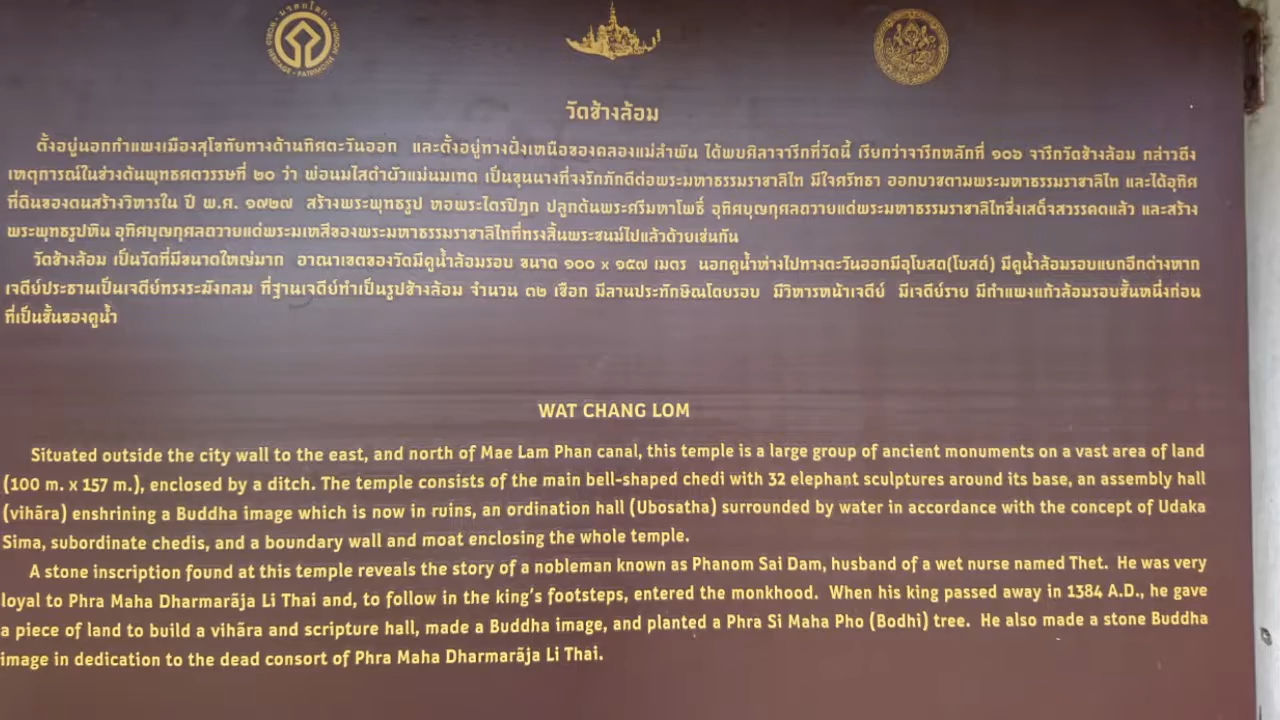 มรดกโลก
WORLD HERITAGE · PATRIMOINE MONDIAL
วัดช้างล้อม
ตั้งอยู่นอกกำแพงเมืองสุโขทัยทางด้านทิศตะวันออก และตั้งอยู่ทางฝั่งเหนือของคลองแม่ลำพัน ได้พบศิลาจารึกที่วัดนี้ เรียกว่าจารึกหลักที่ ๑๐๖ จารึกวัดช้างล้อม กล่าวถึง
เหตุการณ์ในช่วงต้นพุทธศตวรรษที่ ๒๐ ว่า พ่อนมไสดำผัวแม่นมเทด เป็นขุนนางที่จงรักภักดีต่อพระมหาธรรมราชาลิไท มีใจศรัทธา ออกบวชตามพระมหาธรรมราชาลิไท และได้อุทิศ
ที่ดินของตนสร้างวิหารใน ปี พ.ศ. ๑๙๒๗ สร้างพระพุทธรูป หอพระไตรปิฎก ปลูกต้นพระศรีมหาโพธิ์ อุทิศบุญกุศลถวายแด่พระมหาธรรมราชาลิไทซึ่งเสด็จสวรรคตแล้ว และสร้าง
พระพุทธรูปหิน อุทิศบุญกุศลถวายแด่พระมเหสีของพระมหาธรรมราชาลิไทที่ทรงสิ้นพระชนม์ไปแล้วด้วยเช่นกัน
วัดช้างล้อม เป็นวัดที่มีขนาดใหญ่มาก อาณาเขตของวัดมีคูน้ำล้อมรอบ ขนาด ๑๐๐ x ๑๕๗ เมตร นอกคูน้ำห่างไปทางตะวันออกมีอุโบสถ(โบสถ์) มีคูน้ำล้อมรอบแยกอีกต่างหาก
เจดีย์ประธานเป็นเจดีย์ทรงระฆังกลม ที่ฐานเจดีย์ทำเป็นรูปช้างล้อม จำนวน ๓๒ เชือก มีลานประทักษิณโดยรอบ มีวิหารหน้าเจดีย์ มีเจดีย์ราย มีกำแพงแก้วล้อมรอบชั้นหนึ่งก่อน
ที่เป็นชั้นของคูน้ำ
WAT CHANG LOM
Situated outside the city wall to the east, and north of Mae Lam Phan canal, this temple is a large group of ancient monuments on a vast area of land
(100 m. x 157 m.), enclosed by a ditch. The temple consists of the main bell-shaped chedi with 32 elephant sculptures around its base, an assembly hall
(vihãra) enshrining a Buddha image which is now in ruins, an ordination hall (Ubosatha) surrounded by water in accordance with the concept of Udaka
Sima, subordinate chedis, and a boundary wall and moat enclosing the whole temple.
A stone inscription found at this temple reveals the story of a nobleman known as Phanom Sai Dam, husband of a wet nurse named Thet. He was very
loyal to Phra Maha Dharmarãja Li Thai and, to follow in the king's footsteps, entered the monkhood. When his king passed away in 1384 A.D., he gave
a piece of land to build a vihãra and scripture hall, made a Buddha image, and planted a Phra Si Maha Pho (Bodhi) tree. He also made a stone Buddha
image in dedication to the dead consort of Phra Maha Dharmarãja Li Thai.